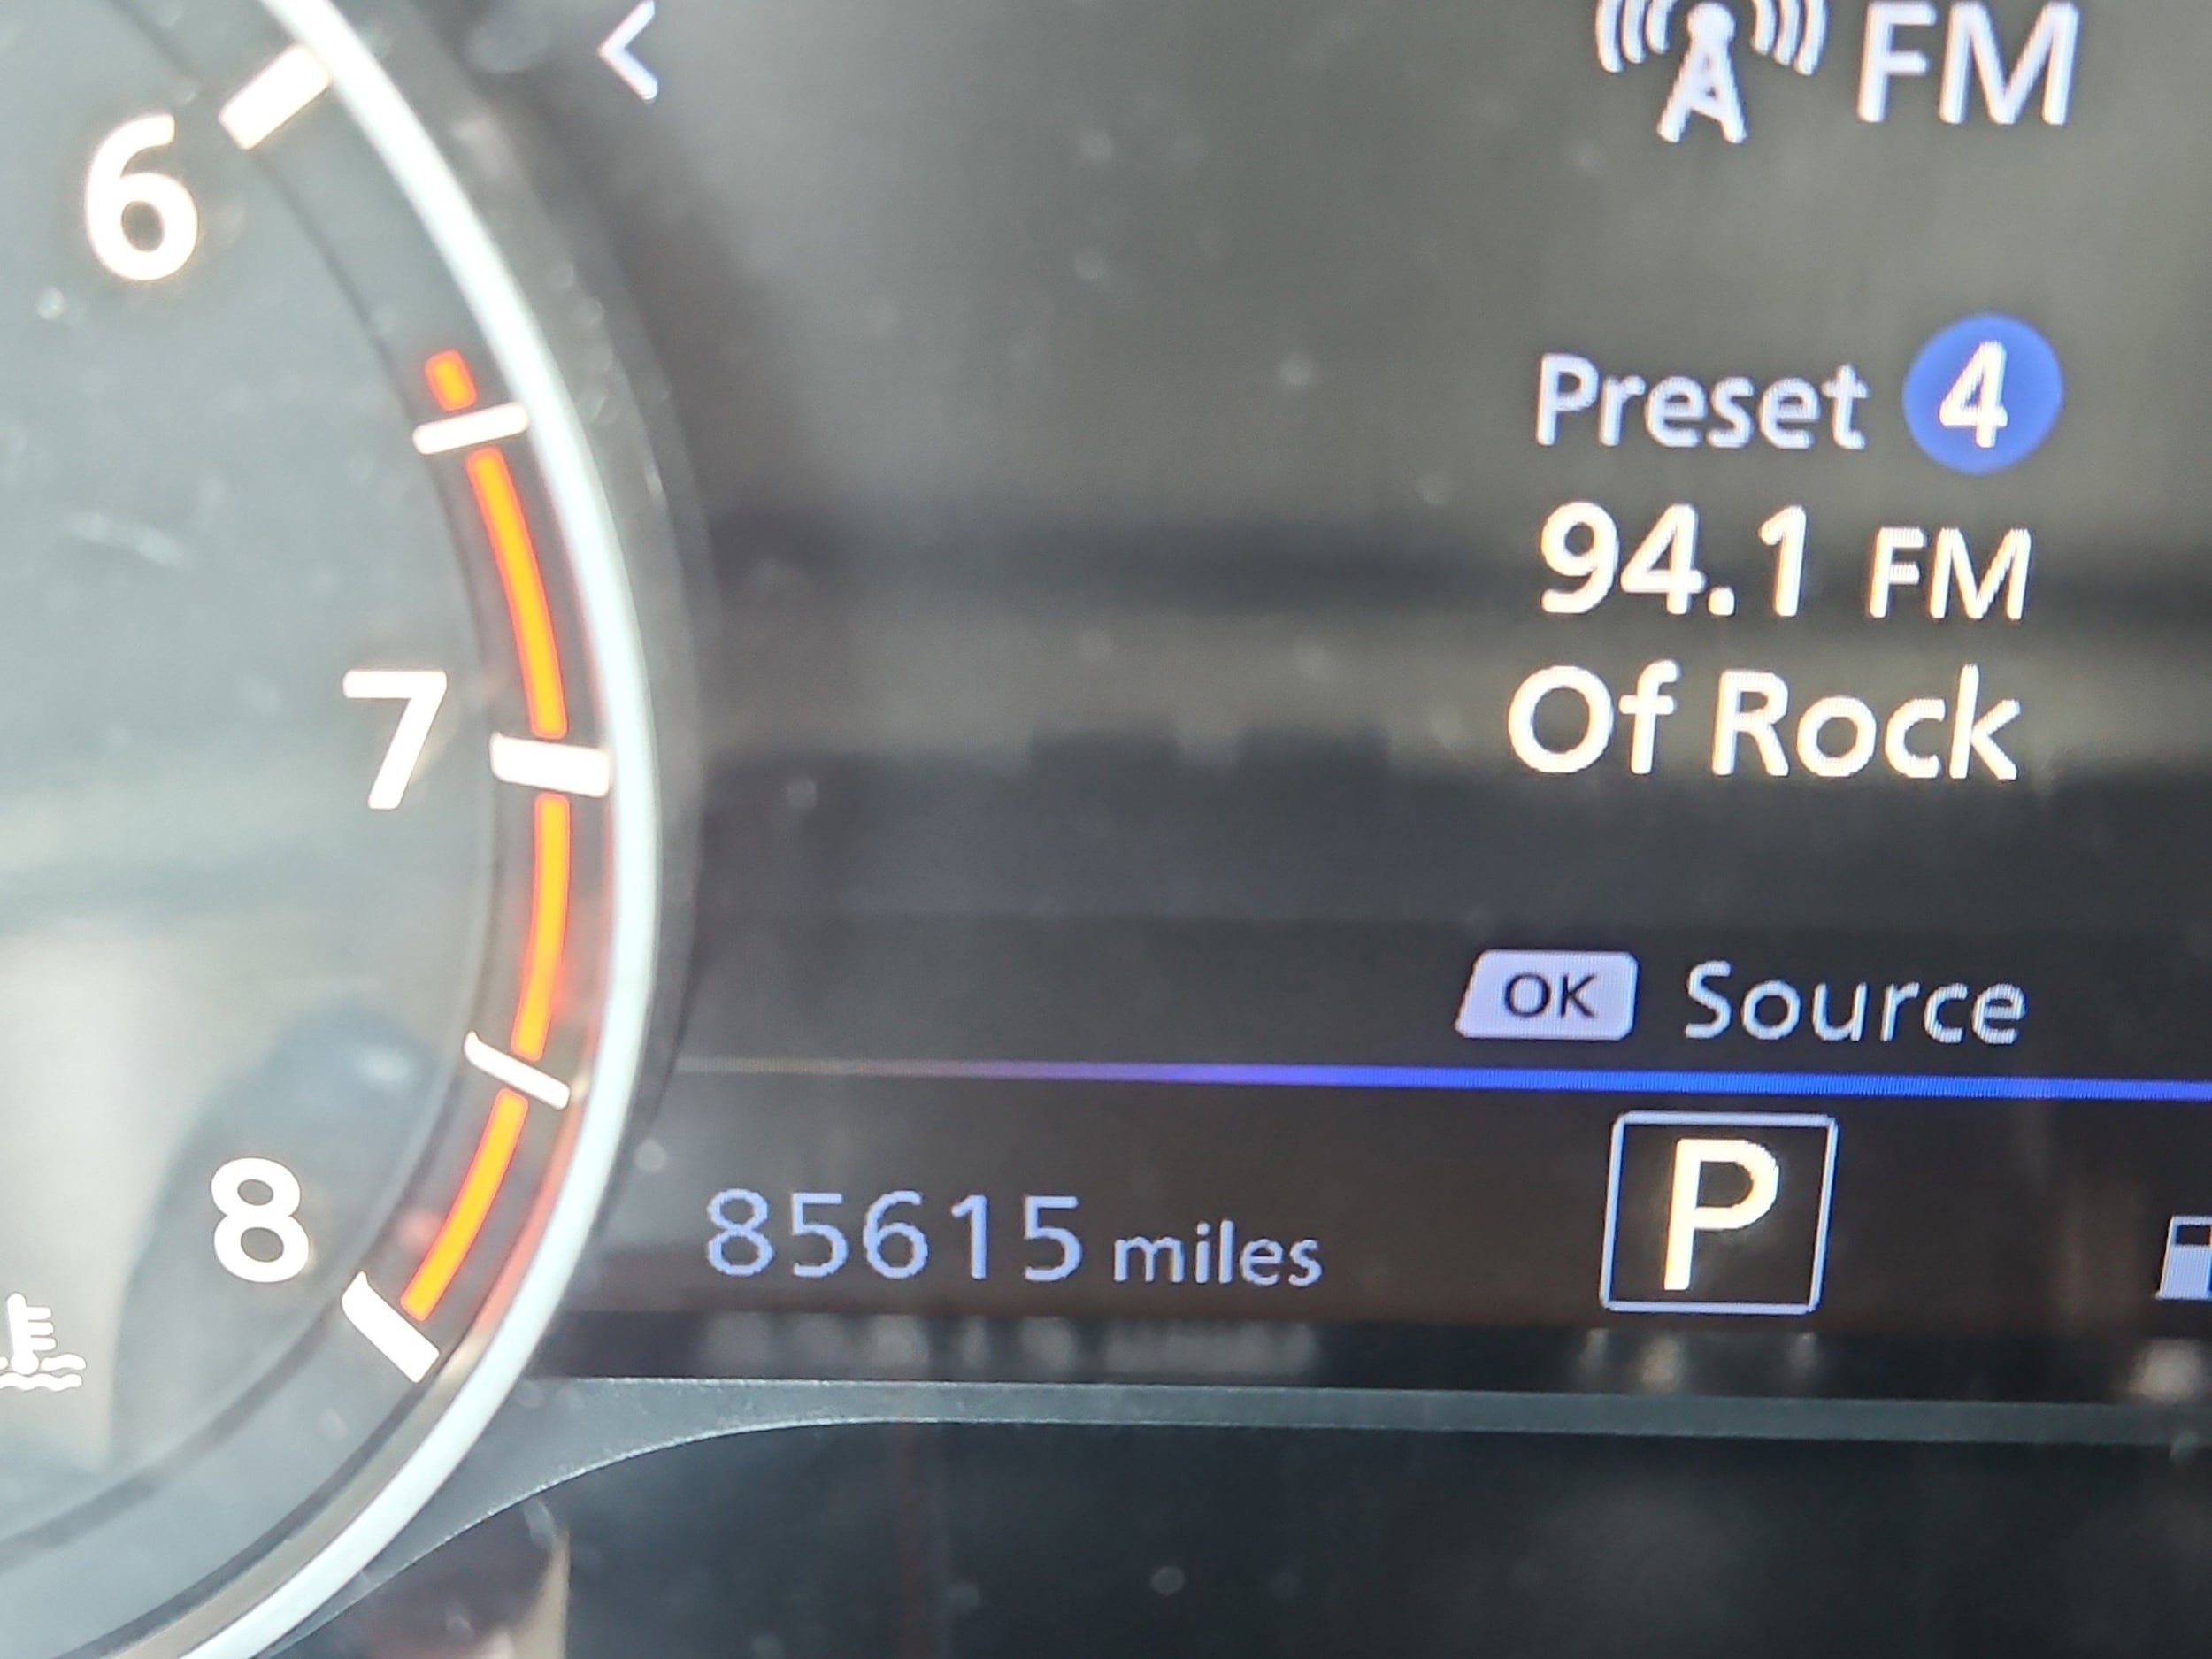 FM
6
Preset 4
94.1 FM
Of Rock
7
OK Source
8
85615 miles
P